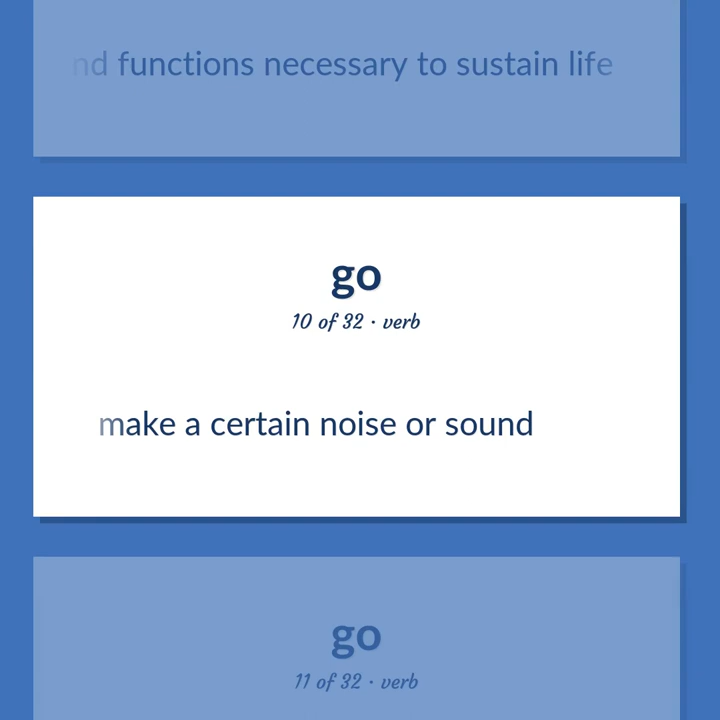 nd functions necessary to sustain life
go
10 of 32 · verb
make a certain noise or sound
go
11 of 32 · verb